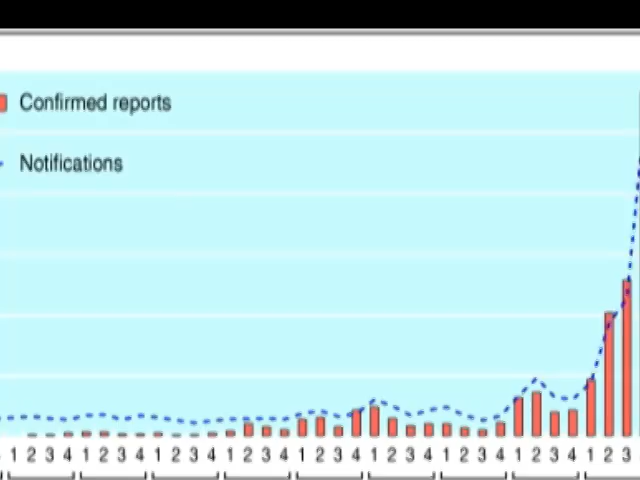 Confirmed reports
Notifications
1 2 3 4 1 2 3 4 1 2 3 4 1 2 3 4 1 2 3 4 1 2 3 4 1 2 3 4 1 2 3 4 1 2 3